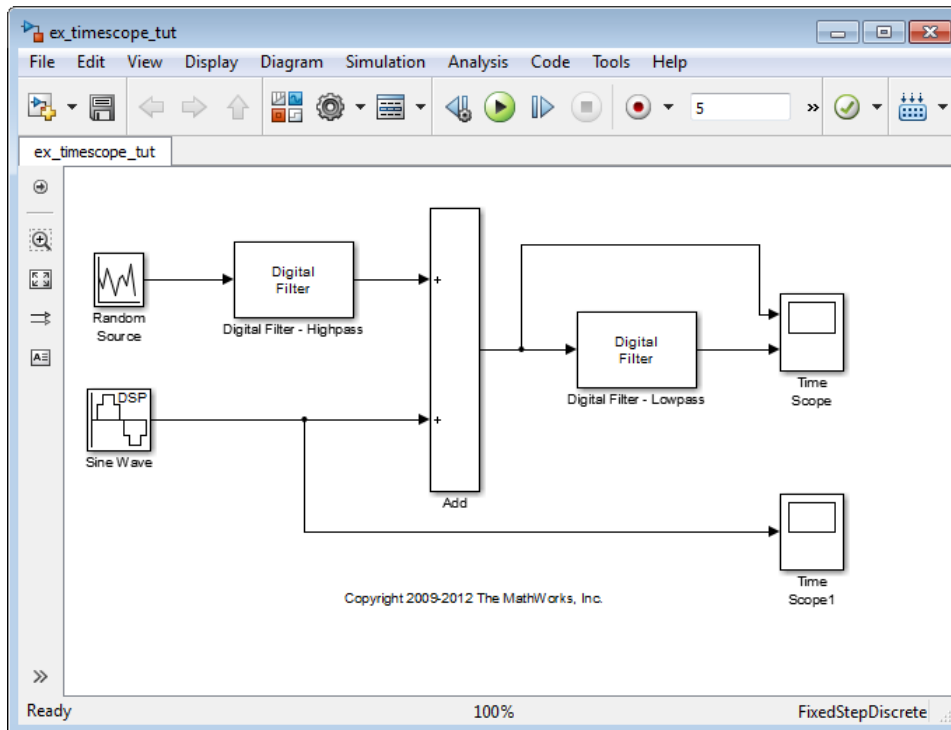 ex_timescope_tut
File Edit View Display Diagram Simulation Analysis Code Tools Help
5
ex_timescope_tut
Digital
Filter
+
Random
Source
Digital Filter - Highpass
Digital
Filter
Digital Filter - Lowpass
Time
Scope
DSP
+
Sine Wave
Add
Time
Scope1
Copyright 2009-2012 The MathWorks, Inc.
Ready 100% FixedStepDiscrete